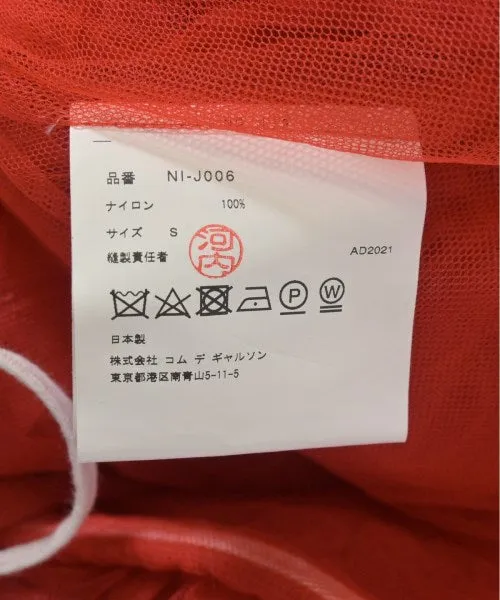 品番 NI-J006
ナイロン 100%
サイズ S
縫製責任者 河内
AD2021
P W
日本製
株式会社 コム デ ギャルソン
東京都港区南青山5-11-5